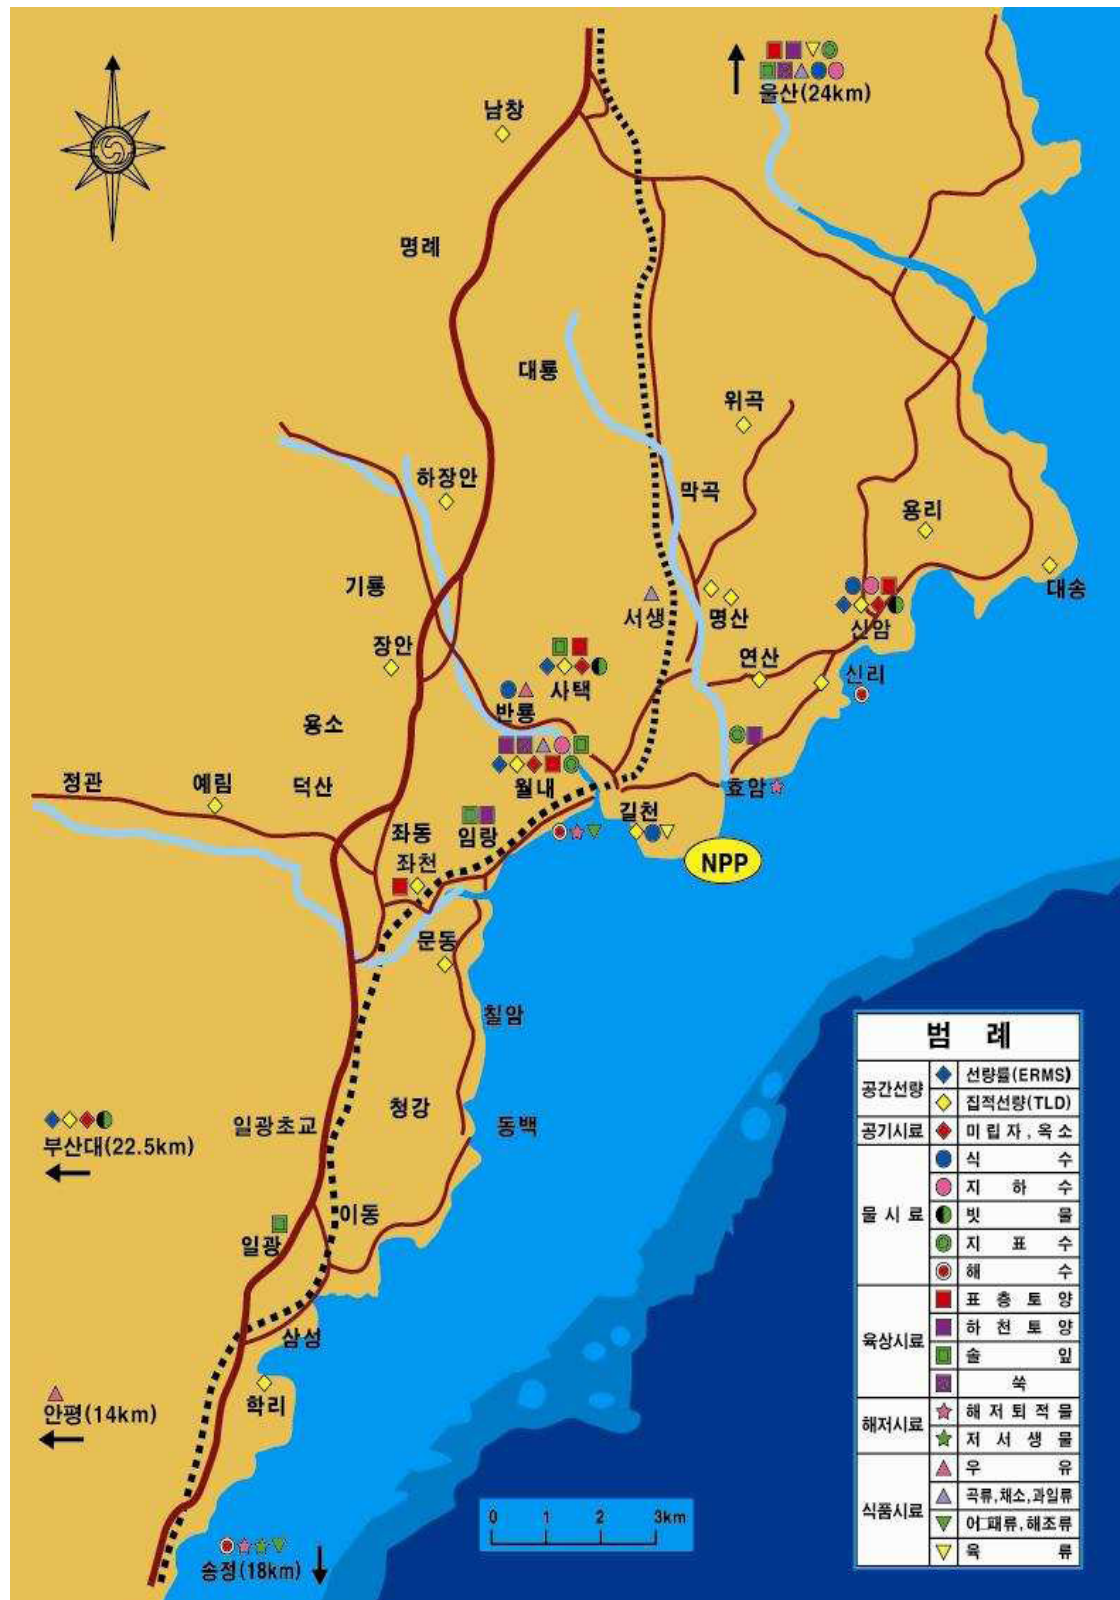 울산(24km)
남창
명례
대룡
위곡
하장안
막곡
용리
기룡
서생
명산
대송
신암
장안
사택
연산
신리
반룡
용소
정관
예림
덕산
월내
효암
좌동
임랑
길천
좌천
NPP
문동
칠암
청강
동백
일광초교
부산대(22.5km)
이동
일광
삼성
학리
안평(14km)
송정(18km)
0 1 2 3km
범 례
공간선량
선량률(ERMS)
집적선량(TLD)
공기시료
미립자, 옥소
물 시 료
식 수
지 하 수
빗 물
지 표 수
해 수
육상시료
표 층 토 양
하 천 토 양
솔 잎
쑥
해저시료
해 저 퇴 적 물
저 서 생 물
식품시료
우 유
곡류,채소,과일류
어패류,해조류
육 류